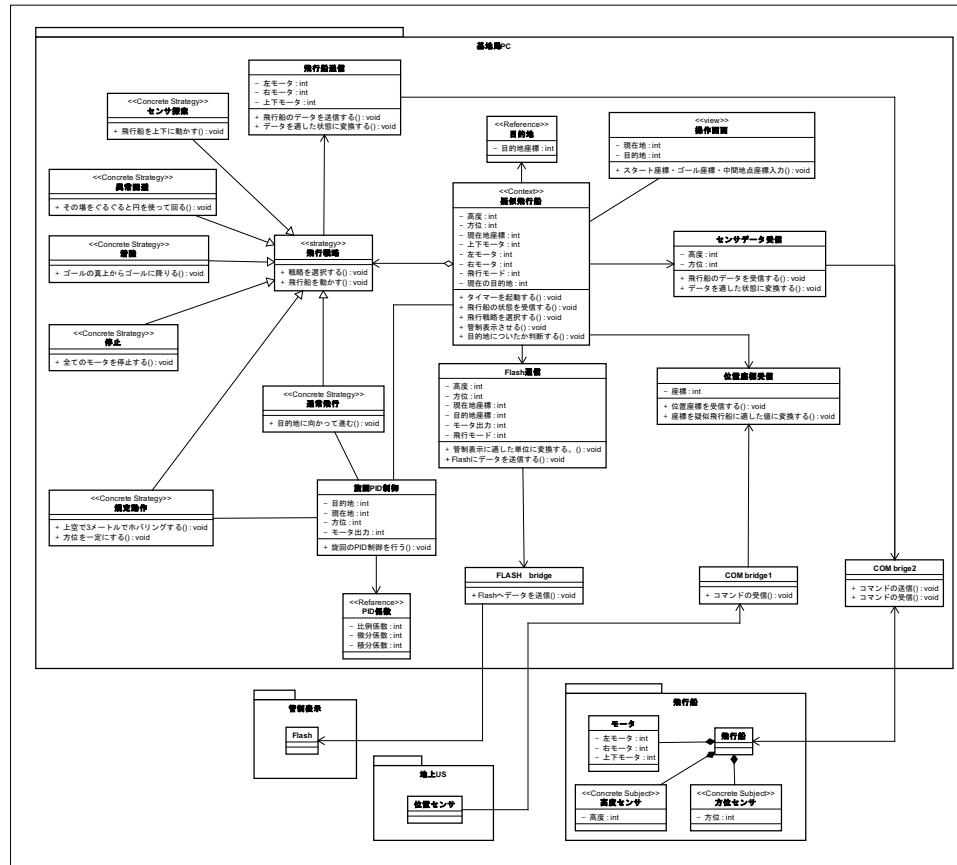 基地局PC
飛行船通信
− 左モータ : int
− 右モータ : int
− 上下モータ : int
+ 飛行船のデータを送信する() : void
+ データを適した状態に変換する() : void
<<Concrete Strategy>>
センサ探索
+ 飛行船を上下に動かす() : void
<<Concrete Strategy>>
異常回避
+ その場をぐるぐると円を使って回る() : void
<<Concrete Strategy>>
着陸
+ ゴールの真上からゴールに降りる() : void
<<Concrete Strategy>>
停止
+ 全てのモータを停止する() : void
<<strategy>>
飛行戦略
+ 戦略を選択する() : void
+ 飛行船を動かす() : void
<<Reference>>
目的地
− 目的地座標 : int
<<view>>
操作画面
− 現在地 : int
− 目的地 : int
+ スタート座標・ゴール座標・中間地点座標入力() : void
<<Context>>
疑似飛行船
− 高度 : int
− 方位 : int
− 現在地座標 : int
− 上下モータ : int
− 左モータ : int
− 右モータ : int
− 飛行モード : int
− 現在の目的地 : int
+ タイマーを起動する() : void
+ 飛行船の状態を受信する() : void
+ 飛行戦略を選択する() : void
+ 管制表示させる() : void
+ 目的地についたか判断する() : void
センサデータ受信
− 高度 : int
− 方位 : int
+ 飛行船のデータを受信する() : void
+ データを適した状態に変換する() : void
Flash通信
− 高度 : int
− 方位 : int
− 現在地座標 : int
− 目的地座標 : int
− モータ出力 : int
− 飛行モード : int
+ 管制表示に適した単位に変換する。() : void
+Flashにデータを送信する() : void
位置座標受信
− 座標 : int
+ 位置座標を受信する() : void
+ 座標を疑似飛行船に適した値に変換する() : void
<<Concrete Strategy>>
通常飛行
+ 目的地に向かって進む() : void
<<Concrete Strategy>>
規定動作
+ 上空で3メートルでホバリングする() : void
+ 方位を一定にする() : void
旋回PID制御
− 目的地 : int
− 現在地 : int
− 方位 : int
− モータ出力 : int
+ 旋回のPID制御を行う() : void
<<Rafarance>>
PID係数
− 比例係数 : int
− 微分係数 : int
− 積分係数 : int
FLASH bridge
+Flashへデータを送信() : void
COM bridge1
+ コマンドの受信() : void
COM brige2
+ コマンドの送信() : void
+ コマンドの受信() : void
管制表示
Flash
地上US
位置センサ
飛行船
モータ
− 左モータ : int
− 右モータ : int
− 上下モータ : int
飛行船
<<Concrete Subject>>
高度センサ
− 高度 : int
<<Concrete Subject>>
方位センサ
− 方位 : int